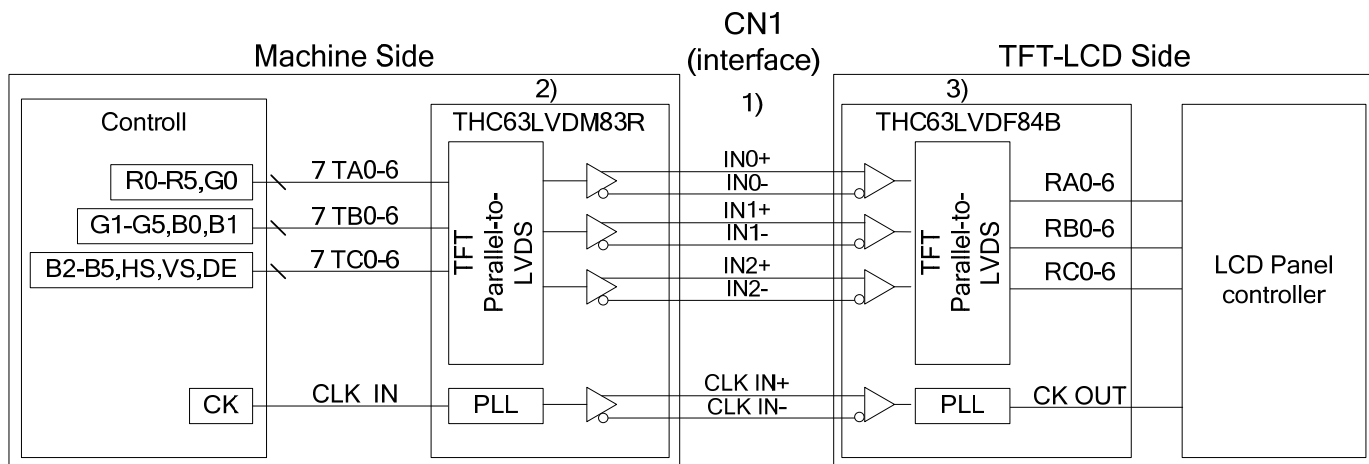 CN1
(interface)
Machine Side
TFT-LCD Side
1)
2)
3)
Controll
THC63LVDM83R
THC63LVDF84B
R0-R5,G0
7 TA0-6
G1-G5,B0,B1
7 TB0-6
B2-B5,HS,VS,DE
7 TC0-6
TFT
Parallel-to-
LVDS
IN0+
IN0-
IN1+
IN1-
IN2+
IN2-
TFT
Parallel-to-
LVDS
RA0-6
RB0-6
RC0-6
LCD Panel
controller
CK
CLK IN
PLL
CLK IN+
CLK IN-
PLL
CK OUT